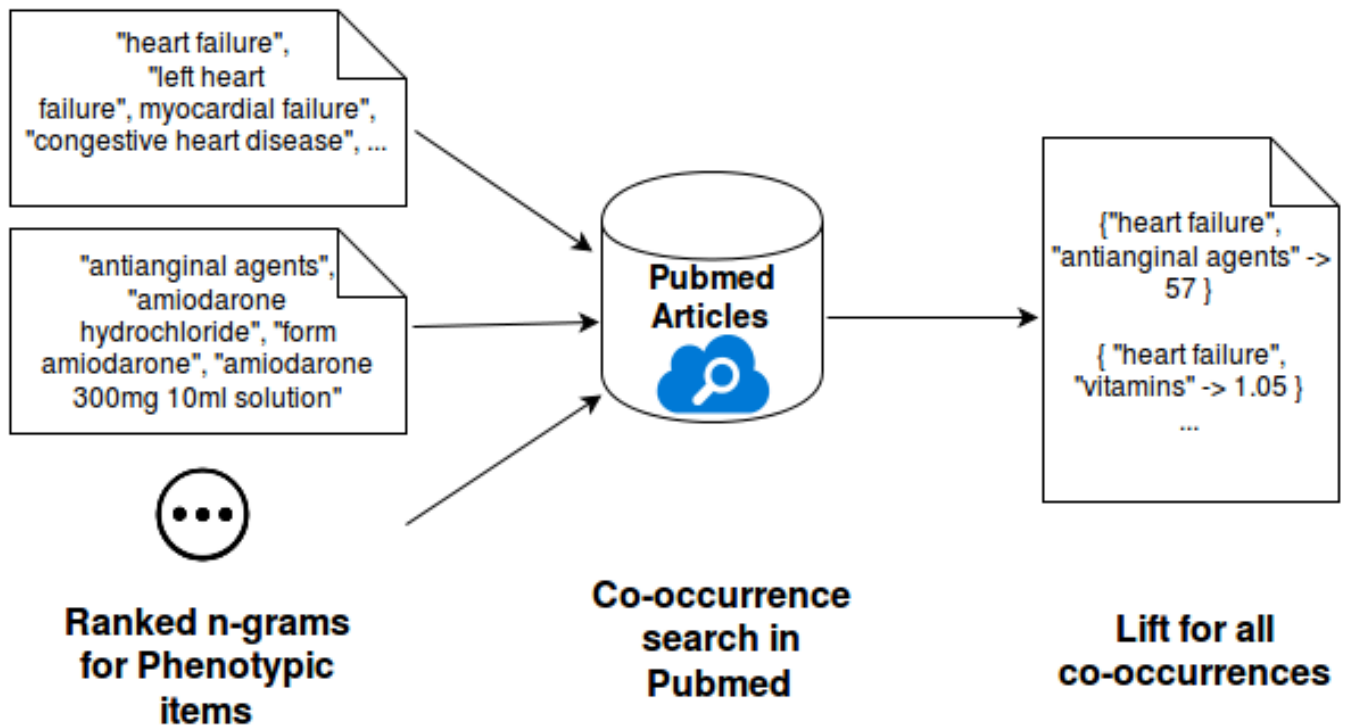 "heart failure",
"left heart
failure", myocardial failure",
"congestive heart disease", ...
"antianginal agents",
"amiodarone
hydrochloride", "form
amiodarone", "amiodarone
300mg 10ml solution"
Ranked n-grams
for Phenotypic
items
Pubmed
Articles
Co-occurrence
search in
Pubmed
{"heart failure",
"antianginal agents" ->
57 }
{ "heart failure",
"vitamins" -> 1.05 }
...
Lift for all
co-occurrences